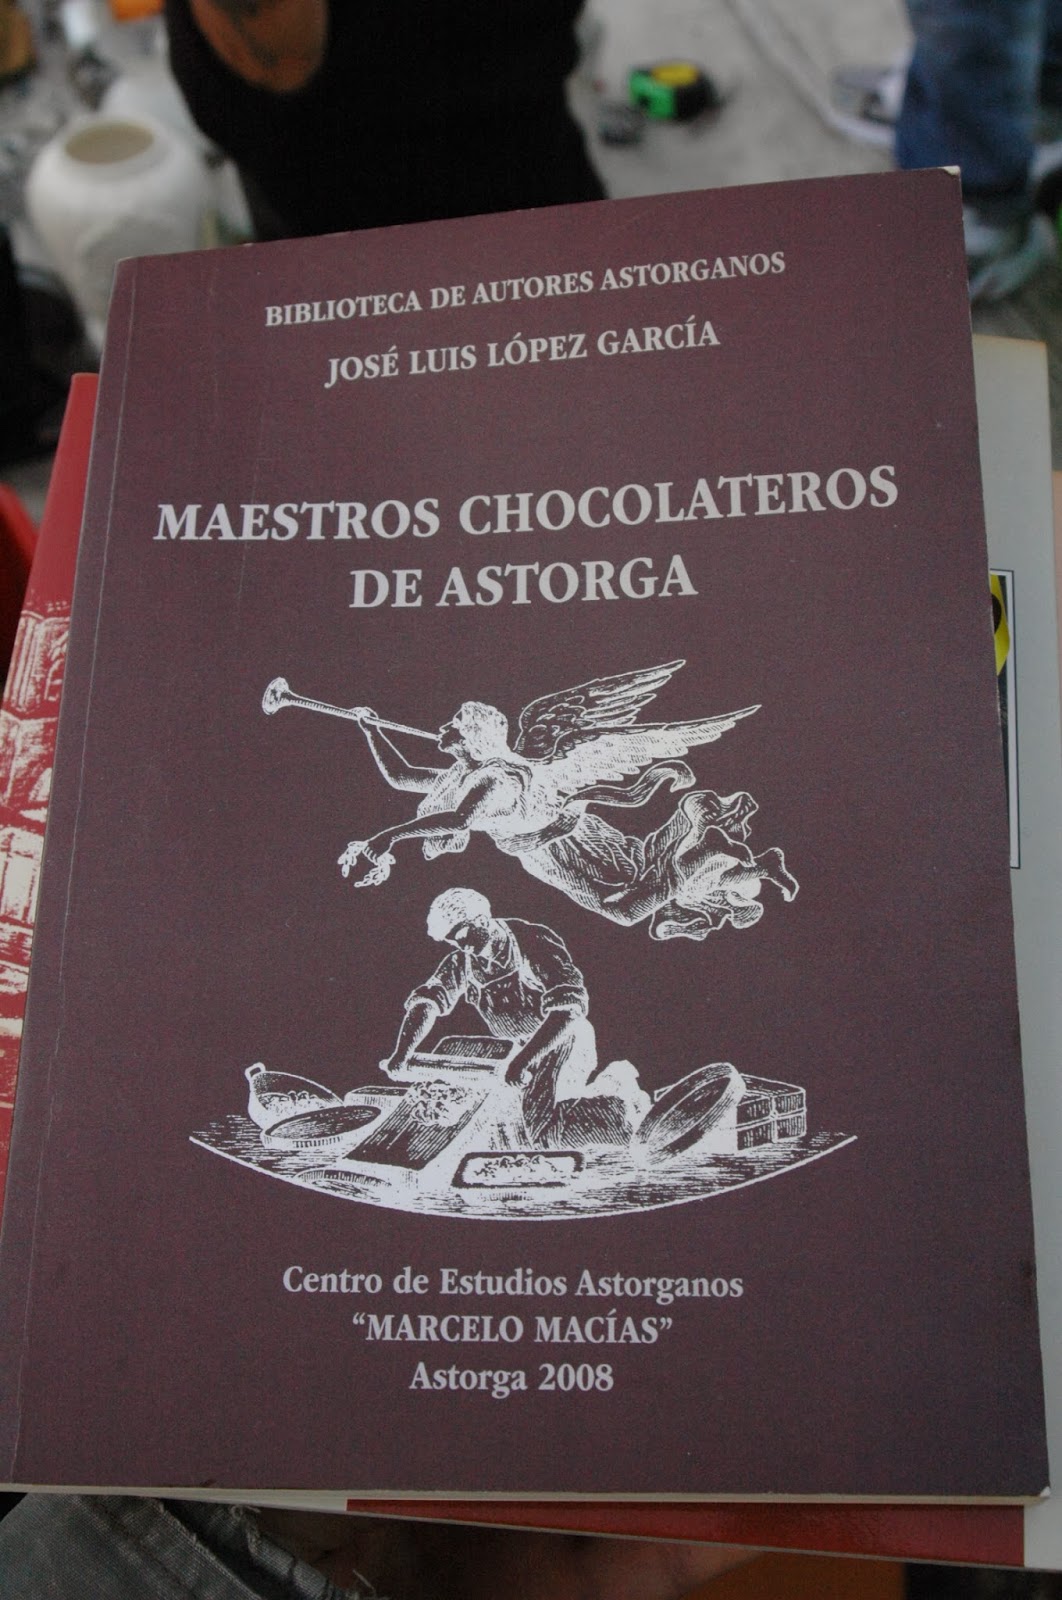 BIBLIOTECA DE AUTORES ASTORGANOS
JOSÉ LUIS LÓPEZ GARCÍA
MAESTROS CHOCOLATEROS
DE ASTORGA
Centro de Estudios Astorganos
“MARCELO MACÍAS”
Astorga 2008